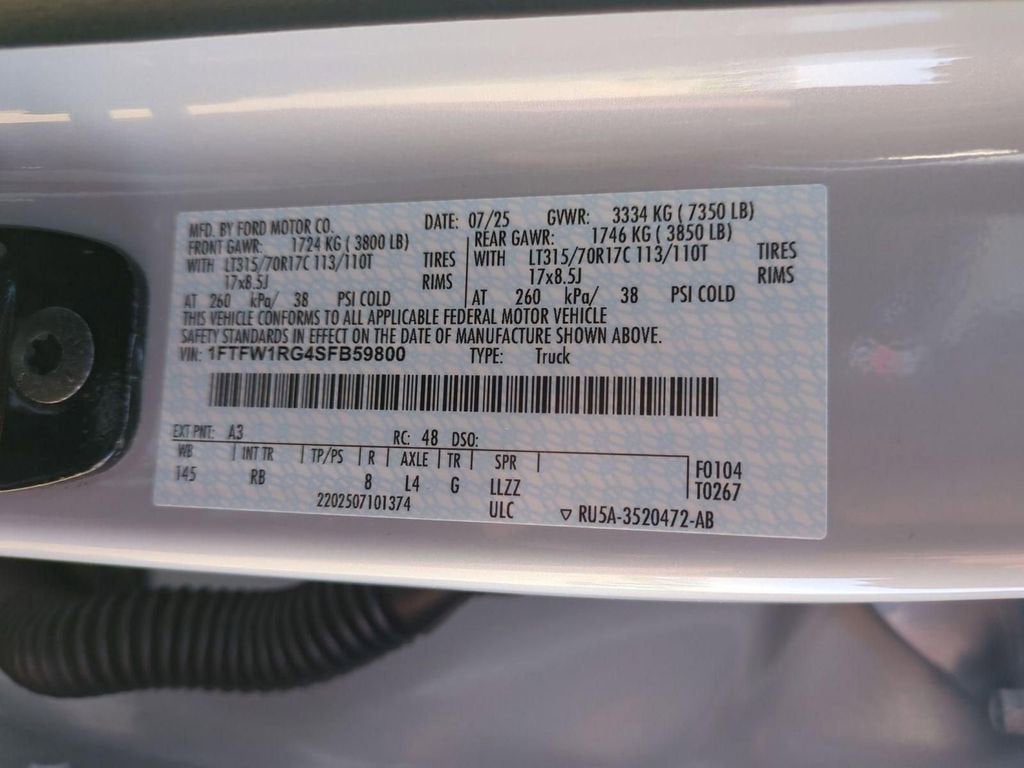 MFD. BY FORD MOTOR CO. DATE: 07/25 GVWR: 3334 KG ( 7350 LB)
FRONT GAWR: 1724 KG ( 3800 LB) REAR GAWR: 1746 KG ( 3850 LB)
WITH LT315/70R17C 113/110T TIRES WITH LT315/70R17C 113/110T TIRES
17x8.5J RIMS 17x8.5J RIMS
AT 260 kPa/ 38 PSI COLD AT 260 kPa/ 38 PSI COLD
THIS VEHICLE CONFORMS TO ALL APPLICABLE FEDERAL MOTOR VEHICLE
SAFETY STANDARDS IN EFFECT ON THE DATE OF MANUFACTURE SHOWN ABOVE.
VIN: 1FTFW1RG4SFB59800 TYPE: Truck
EXT PNT: A3 RC: 48 DSO:
WB INT TR TP/PS R AXLE TR SPR F0104
145 RB 8 L4 G LLZZ T0267
2202507101374 ULC ▽ RU5A-3520472-AB